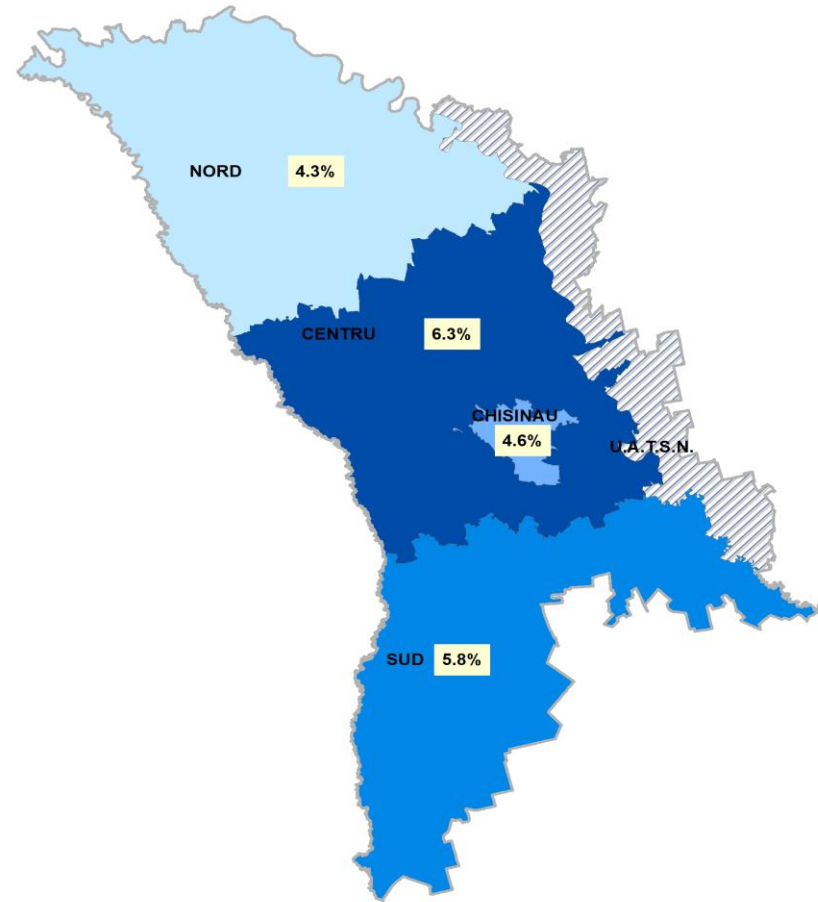 NORD 4.3%
CENTRU 6.3%
CHISINAU
4.6%
U.A.T.S.N.
SUD 5.8%